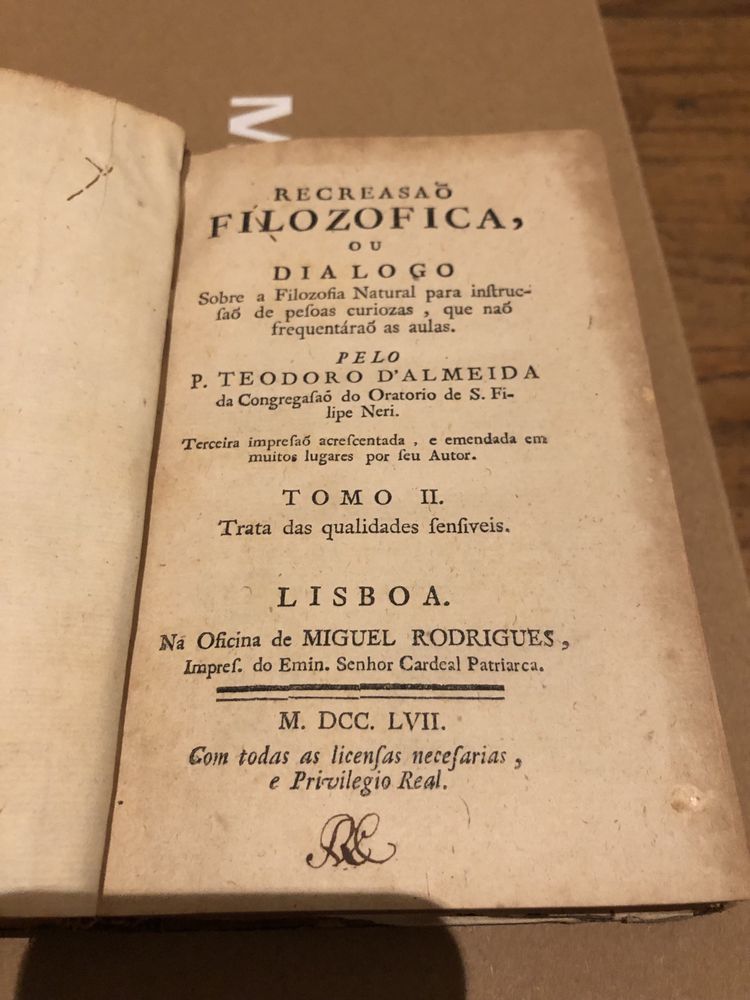 M
RECREASAÕ
FILOZOFICA,
OU
DIALOGO
Sobre a Filozofia Natural para inſtruc-
ſaõ de peſoas curiozas , que naõ
frequentáraõ as aulas.
PELO
P. TEODORO D'ALMEIDA
da Congregaſaõ do Oratorio de S. Fi-
lipe Neri.
Terceira impreſaõ acreſcentada , e emendada em
muitos lugares por ſeu Autor.
TOMO II.
Trata das qualidades ſenſiveis.
LISBOA.
Na Oficina de MIGUEL RODRIGUES,
Impreſ. do Emin. Senhor Cardeal Patriarca.
M. DCC. LVII.
Com todas as licenſas neceſarias ,
e Privilegio Real.